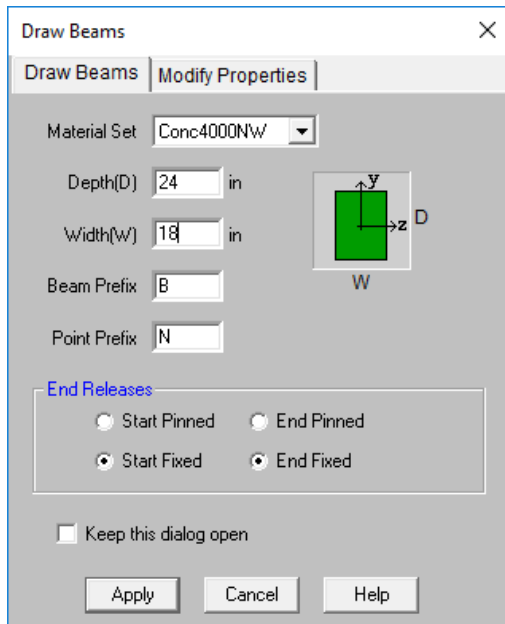 Draw Beams
Draw Beams Modify Properties
Material Set Conc4000NW
Depth(D) 24 in
y
z D
Width(W) 18 in
W
Beam Prefix B
Point Prefix N
End Releases
Start Pinned End Pinned
Start Fixed End Fixed
Keep this dialog open
Apply Cancel Help